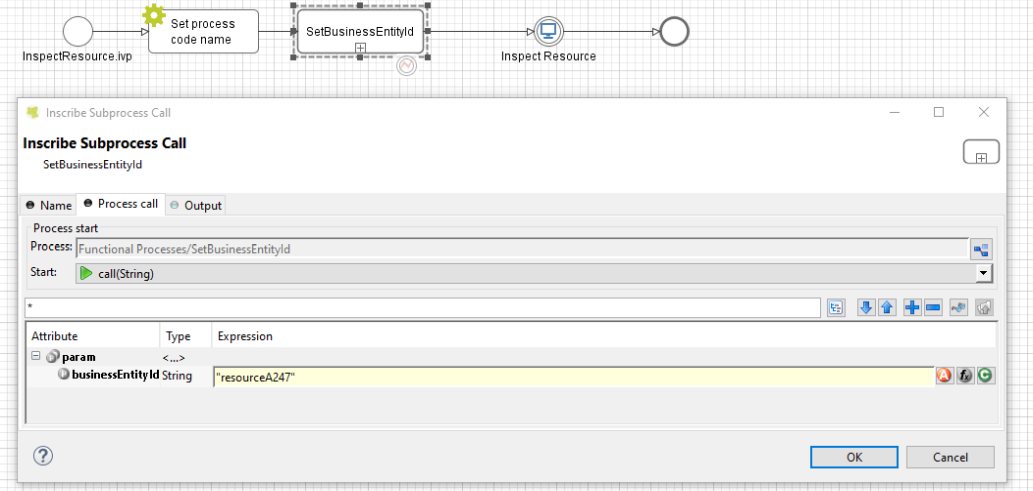 Set process
code name
SetBusinessEntityId
InspectResource.ivp
Inspect Resource
Inscribe Subprocess Call
Inscribe Subprocess Call
SetBusinessEntityId
Name
Process call
Output
Process start
Process: Functional Processes/SetBusinessEntityId
Start: call(String)
*
Attribute Type Expression
param <...>
businessEntityId String "resourceA247"
OK Cancel